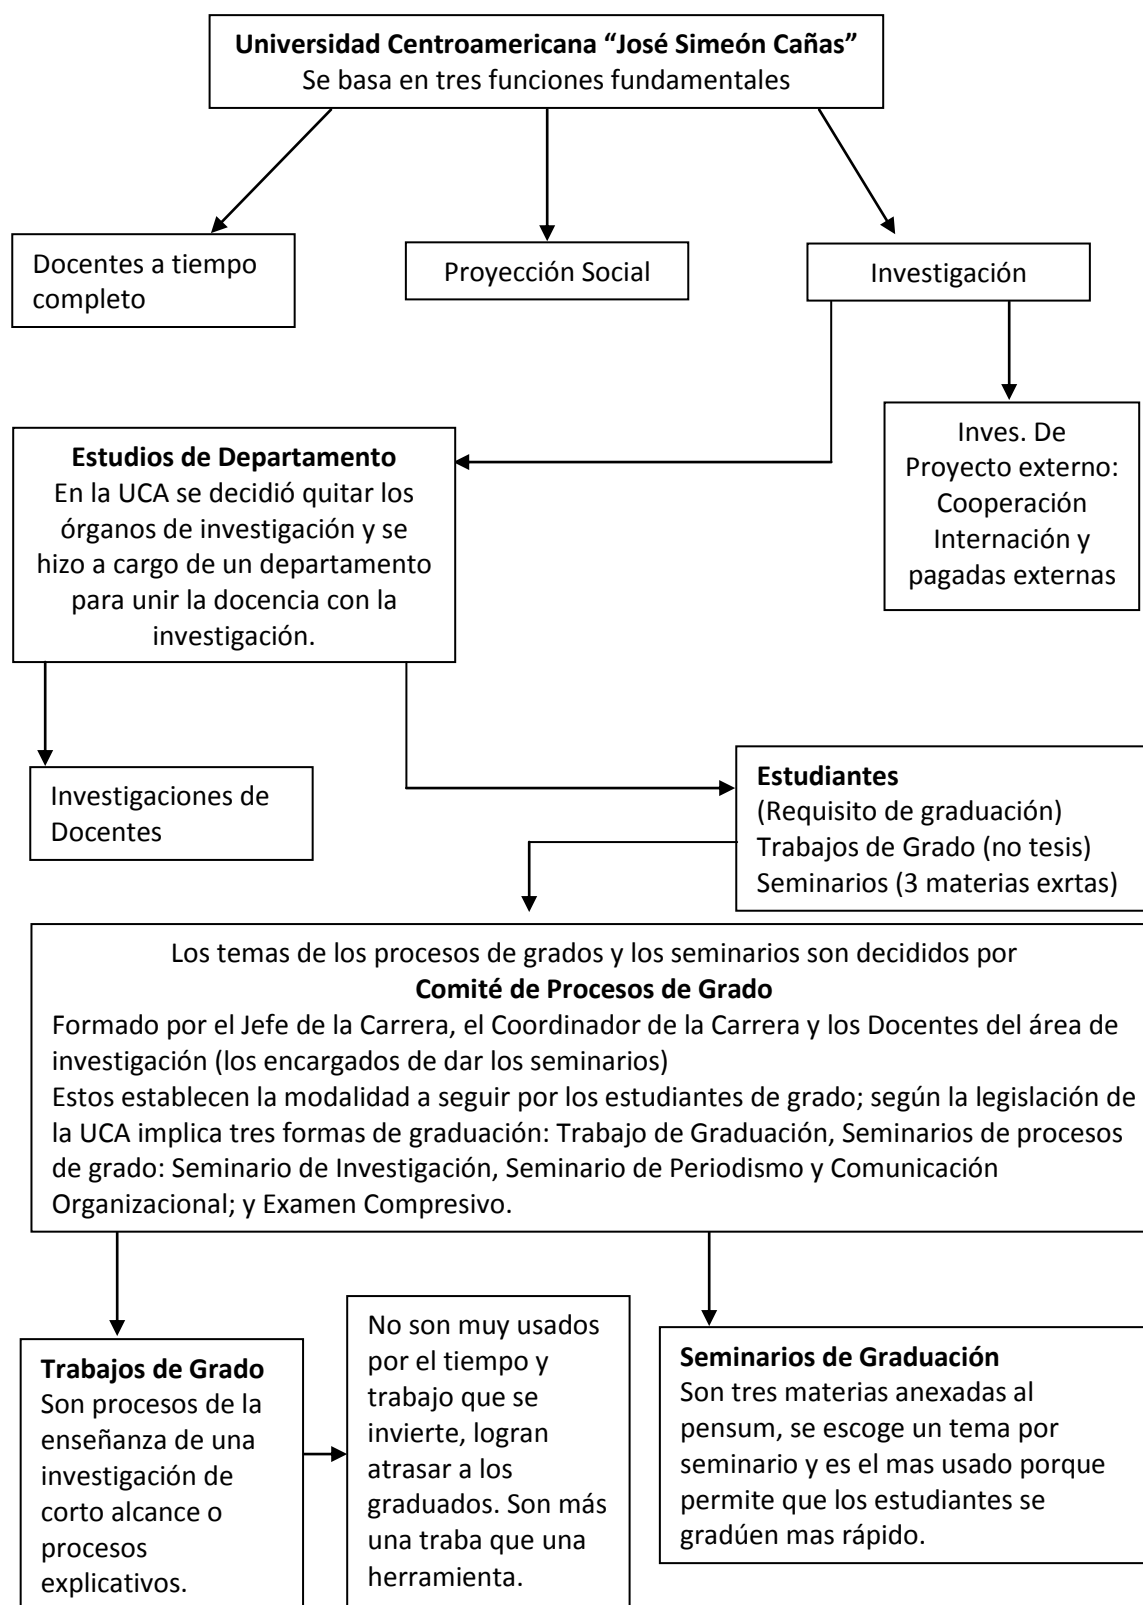 Universidad Centroamericana “José Simeón Cañas”
Se basa en tres funciones fundamentales
Docentes a tiempo
completo
Proyección Social
Investigación
Estudios de Departamento
En la UCA se decidió quitar los
órganos de investigación y se
hizo a cargo de un departamento
para unir la docencia con la
investigación.
Inves. De
Proyecto externo:
Cooperación
Internación y
pagadas externas
Investigaciones de
Docentes
Estudiantes
(Requisito de graduación)
Trabajos de Grado (no tesis)
Seminarios (3 materias exrtas)
Los temas de los procesos de grados y los seminarios son decididos por
Comité de Procesos de Grado
Formado por el Jefe de la Carrera, el Coordinador de la Carrera y los Docentes del área de
investigación (los encargados de dar los seminarios)
Estos establecen la modalidad a seguir por los estudiantes de grado; según la legislación de
la UCA implica tres formas de graduación: Trabajo de Graduación, Seminarios de procesos
de grado: Seminario de Investigación, Seminario de Periodismo y Comunicación
Organizacional; y Examen Compresivo.
Trabajos de Grado
Son procesos de la
enseñanza de una
investigación de
corto alcance o
procesos
explicativos.
No son muy usados
por el tiempo y
trabajo que se
invierte, logran
atrasar a los
graduados. Son más
una traba que una
herramienta.
Seminarios de Graduación
Son tres materias anexadas al
pensum, se escoge un tema por
seminario y es el mas usado porque
permite que los estudiantes se
gradúen mas rápido.